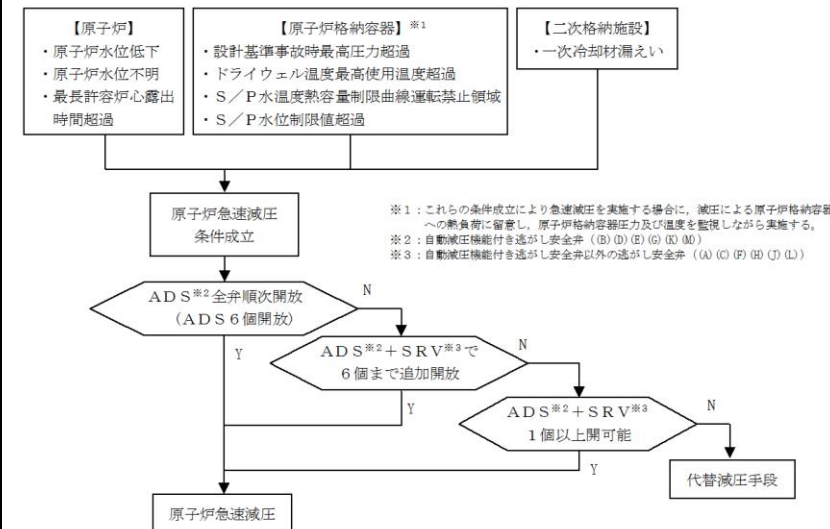 【原子炉】
・原子炉水位低下
・原子炉水位不明
・最長許容炉心露出
時間超過
【原子炉格納容器】※1
・設計基準事故時最高圧力超過
・ドライウェル温度最高使用温度超過
・S/P水温度熱容量制限曲線運転禁止領域
・S/P水位制限値超過
【二次格納施設】
・一次冷却材漏えい
原子炉急速減圧
条件成立
※1:これらの条件成立により急速減圧を実施する場合に,減圧による原子炉格納容器
への熱負荷に留意し,原子炉格納容器圧力及び温度を監視しながら実施する。
※2:自動減圧機能付き逃がし安全弁((B)(D)(E)(G)(K)(M))
※3:自動減圧機能付き逃がし安全弁以外の逃がし安全弁((A)(C)(F)(H)(J)(L))
ADS※2全弁順次開放
(ADS6個開放)
N
Y
ADS※2+SRV※3で
6個まで追加開放
N
Y
ADS※2+SRV※3
1個以上開可能
N
Y
代替減圧手段
原子炉急速減圧